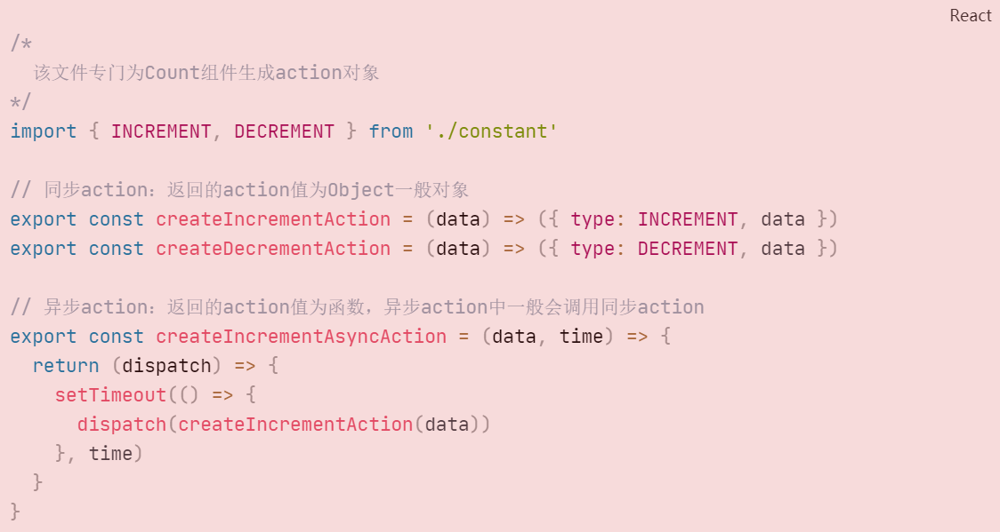 React
/*
  该文件专门为Count组件生成action对象
*/
import { INCREMENT, DECREMENT } from './constant'
// 同步action：返回的action值为Object一般对象
export const createIncrementAction = (data) => ({ type: INCREMENT, data })
export const createDecrementAction = (data) => ({ type: DECREMENT, data })
// 异步action：返回的action值为函数，异步action中一般会调用同步action
export const createIncrementAsyncAction = (data, time) => {
  return (dispatch) => {
    setTimeout(() => {
      dispatch(createIncrementAction(data))
    }, time)
  }
}